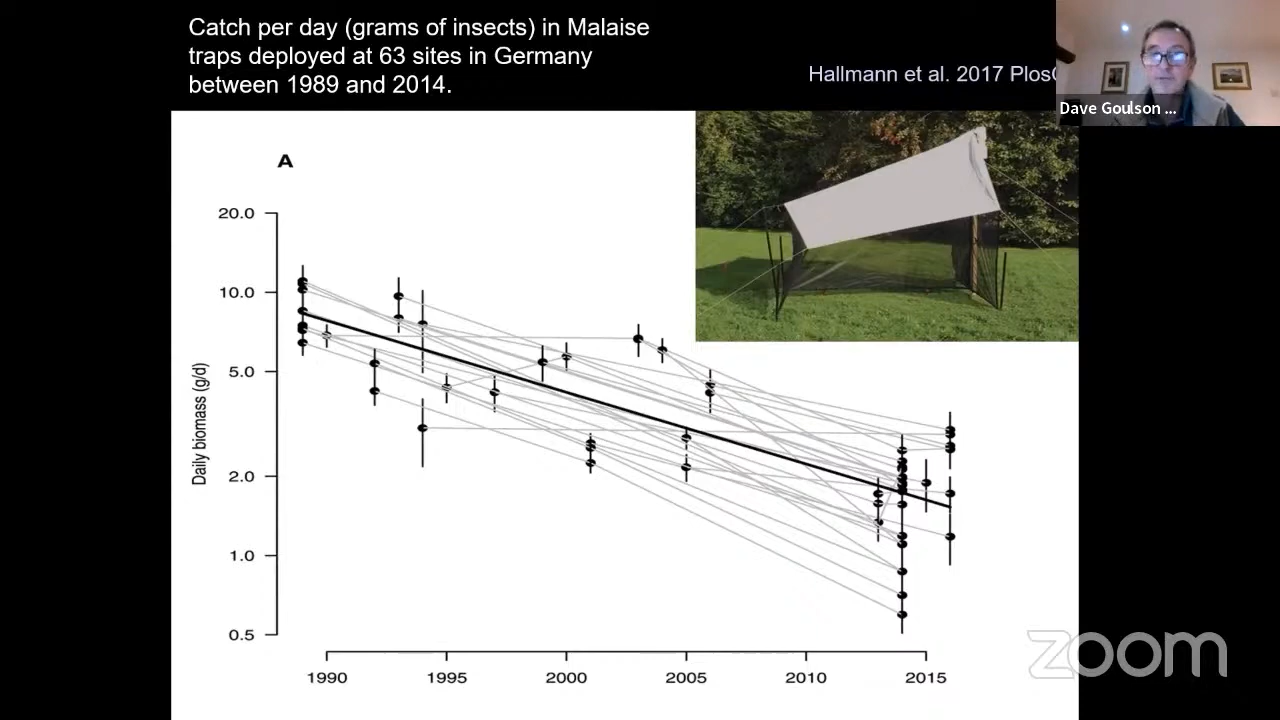 Catch per day (grams of insects) in Malaise
traps deployed at 63 sites in Germany
between 1989 and 2014.
Hallmann et al. 2017
Dave Goulson ...
A
20.0
10.0
5.0
2.0
1.0
0.5
Daily biomass (g/d)
1990 1995 2000 2005 2010 2015
zoom